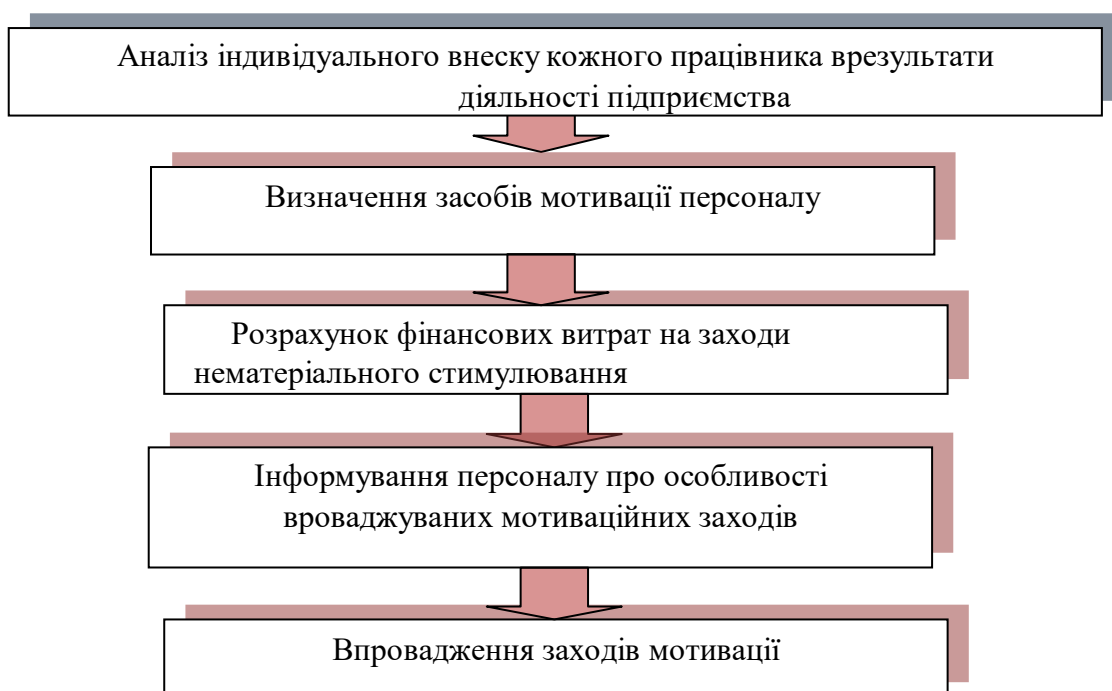 Аналіз індивідуального внеску кожного працівника врезультати
діяльності підприємства
Визначення засобів мотивації персоналу
Розрахунок фінансових витрат на заходи
нематеріального стимулювання
Інформування персоналу про особливості
вроваджуваних мотиваційних заходів
Впровадження заходів мотивації